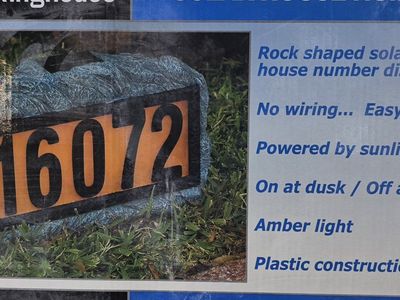 16072
Rock shaped sola
house number di
No wiring... Easy
Powered by sunli
On at dusk / Off a
Amber light
Plastic constructi